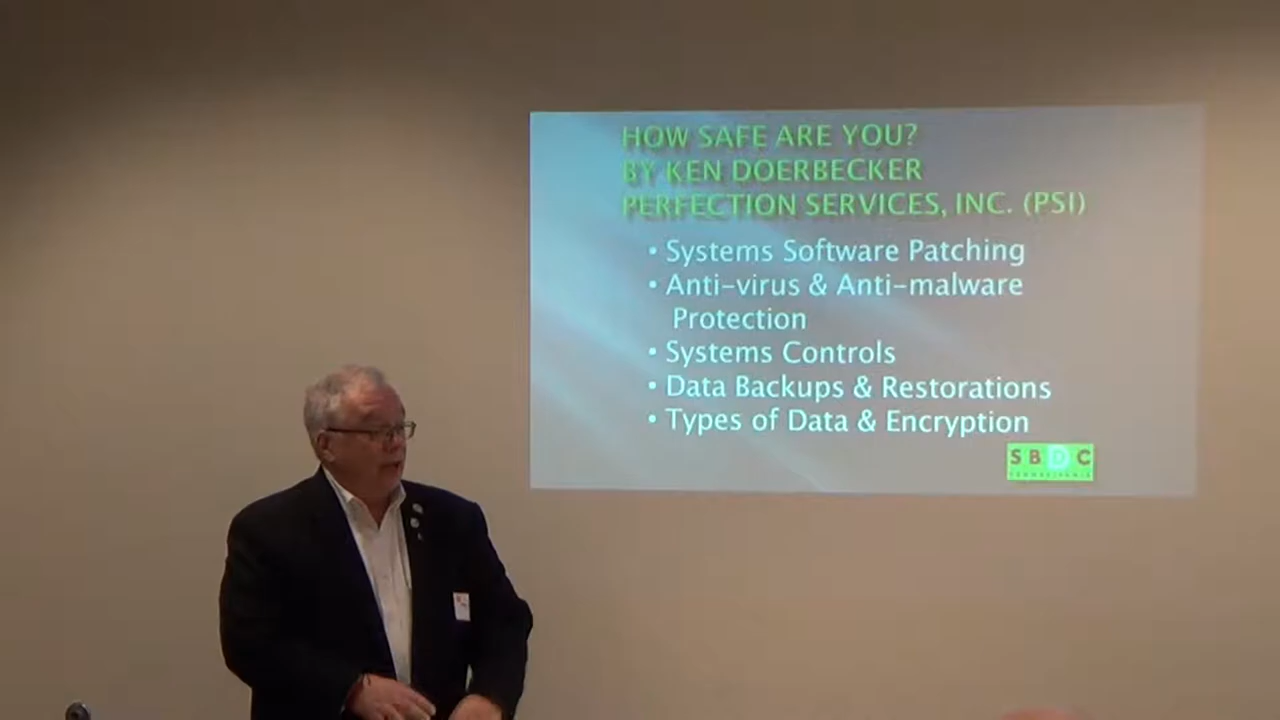 HOW SAFE ARE YOU?
BY KEN DOERBECKER
PERFECTION SERVICES, INC. (PSI)
• Systems Software Patching
• Anti-virus & Anti-malware
Protection
• Systems Controls
• Data Backups & Restorations
• Types of Data & Encryption
SBDC